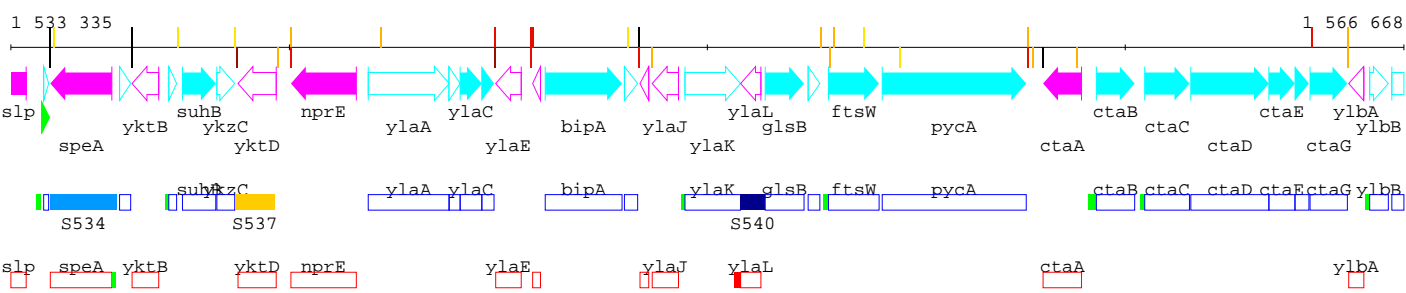 1 533 335 1 566 668
slp suhB ylaC ylaL ftsW ctaB ctaE ylbA
yktB ykzC ylaA bipA ylaJ glsB pycA ctaC ylbB
speA yktD nprE ylaE ylaK ctaA ctaD ctaG
suhB ykzC ylaA ylaC bipA ylaK glsB ftsW pycA ctaB ctaC ctaD ctaE ctaG ylbB
S534 S537 S540
slp speA yktB yktD nprE ylaE ylaJ ylaL ctaA ylbA